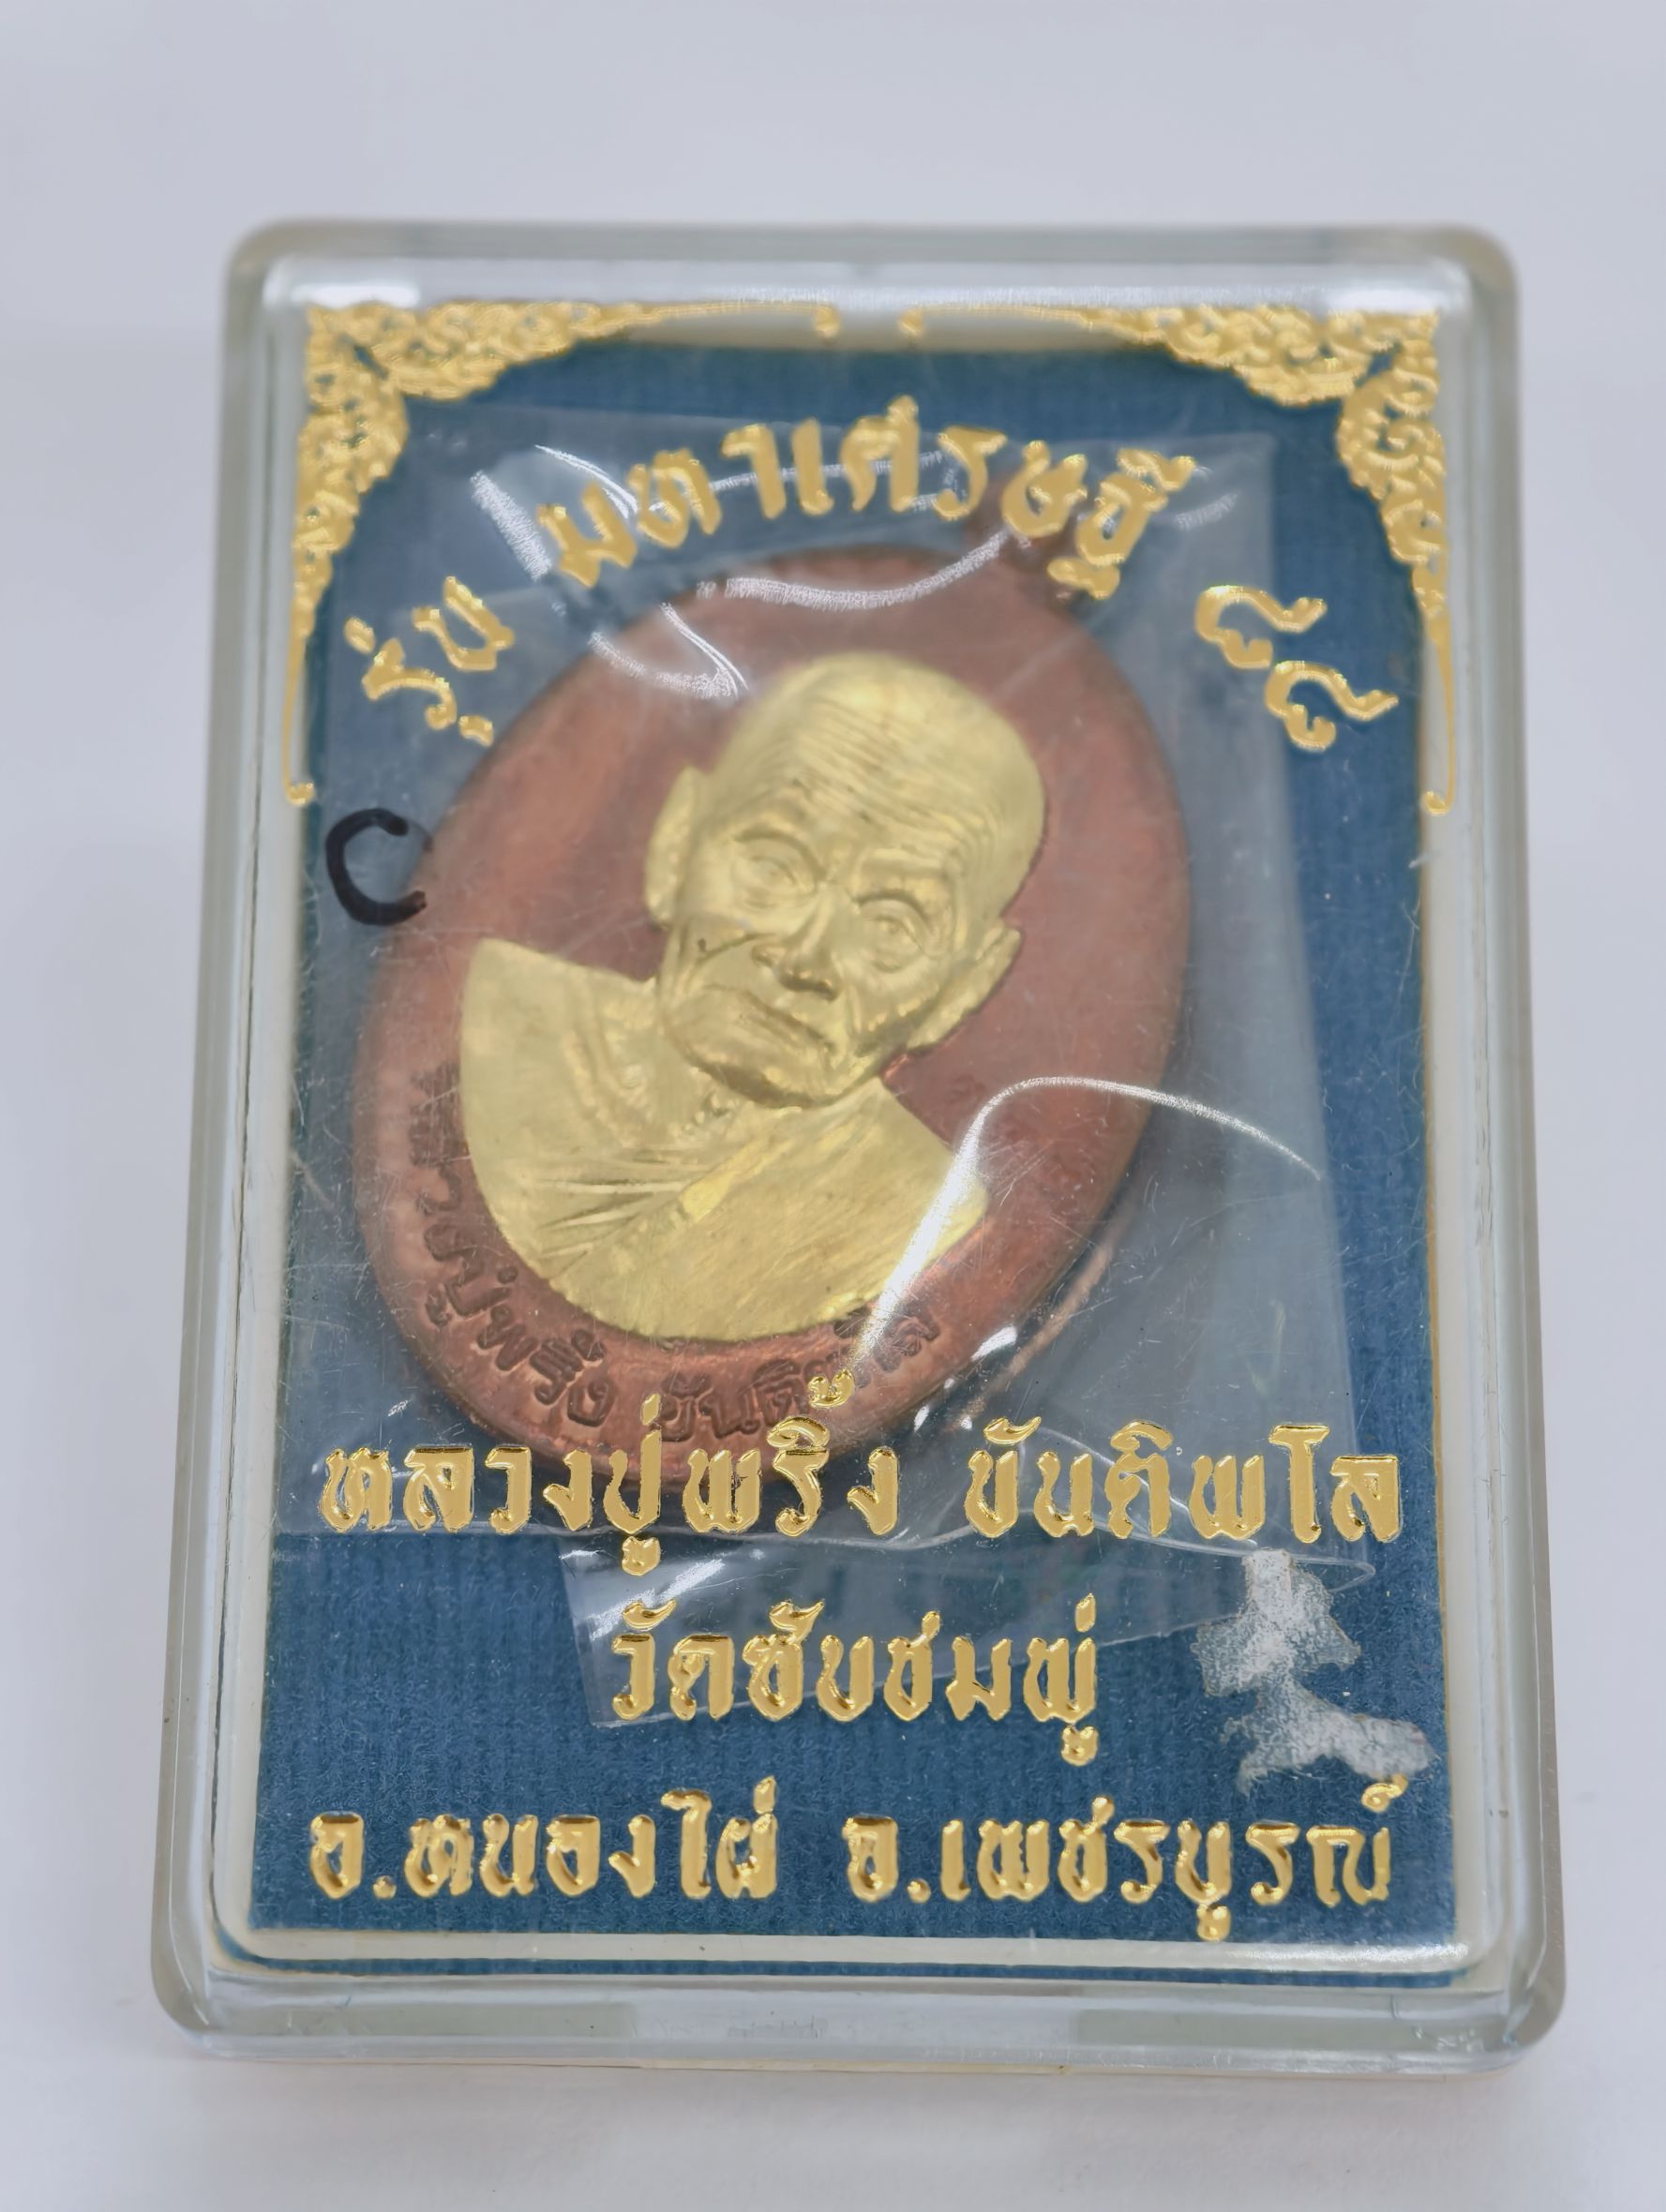 รุ่น มหาเศรษฐี ๘๘
C
หลวงปู่พริ้ง ขันติพโล
หลวงปู่พริ้ง ขันติพโล
วัดซับชมพู่
อ.หนองไผ่ จ.เพชรบูรณ์